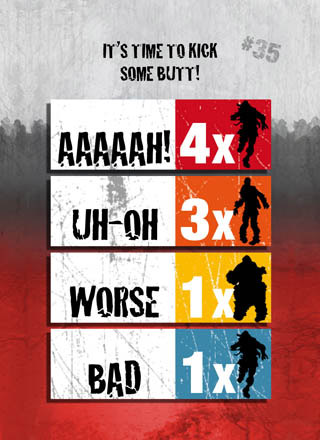 IT'S TIME TO KICK
SOME BUTT!
#35
AAAAAH! 4x
UH-OH 3x
WORSE 1x
BAD 1x